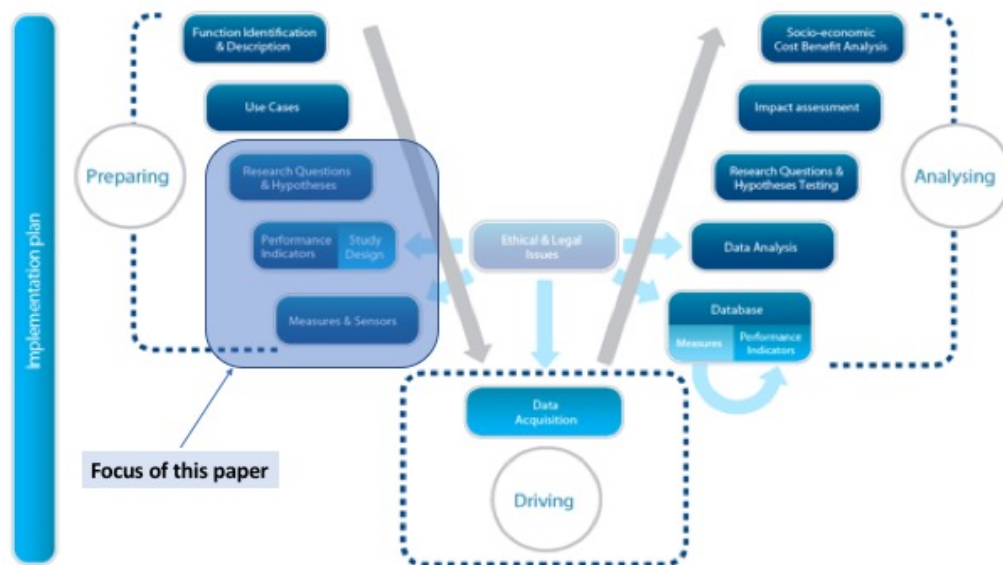 Implementation plan
Function Identification
& Description
Use Cases
Preparing
Research Questions
& Hypotheses
Performance
Indicators
Study
Design
Measures & Sensors
Focus of this paper
Ethical & Legal
Issues
Data
Acquisition
Driving
Socio-economic
Cost Benefit Analysis
Impact assessment
Research Questions &
Hypotheses Testing
Analysing
Data Analysis
Database
Measures
Performance
Indicators